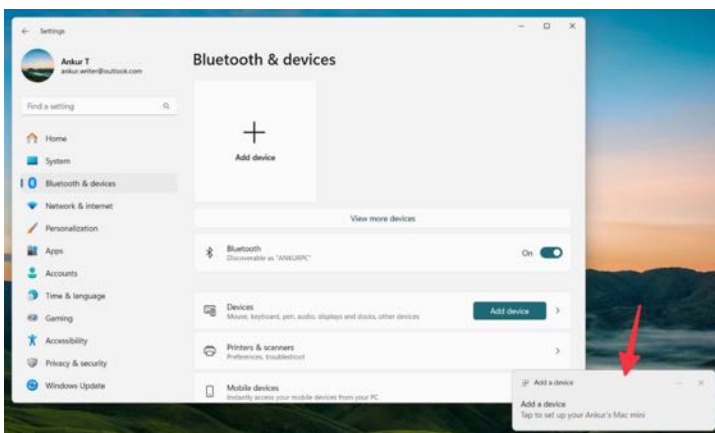 Settings
Ankur T
ankur.writer@outlook.com
Find a setting
Home
System
Bluetooth & devices
Network & internet
Personalization
Apps
Accounts
Time & language
Gaming
Accessibility
Privacy & security
Windows Update
Bluetooth & devices
Add device
View more devices
Bluetooth
Discoverable as "ANKURPC"
On
Devices
Mouse, keyboard, pen, audio, displays and docks, other devices
Add device
Printers & scanners
Preferences, troubleshoot
Mobile devices
Instantly access your mobile devices from your PC
Add a device
Add a device
Tap to set up your Ankur's Mac mini